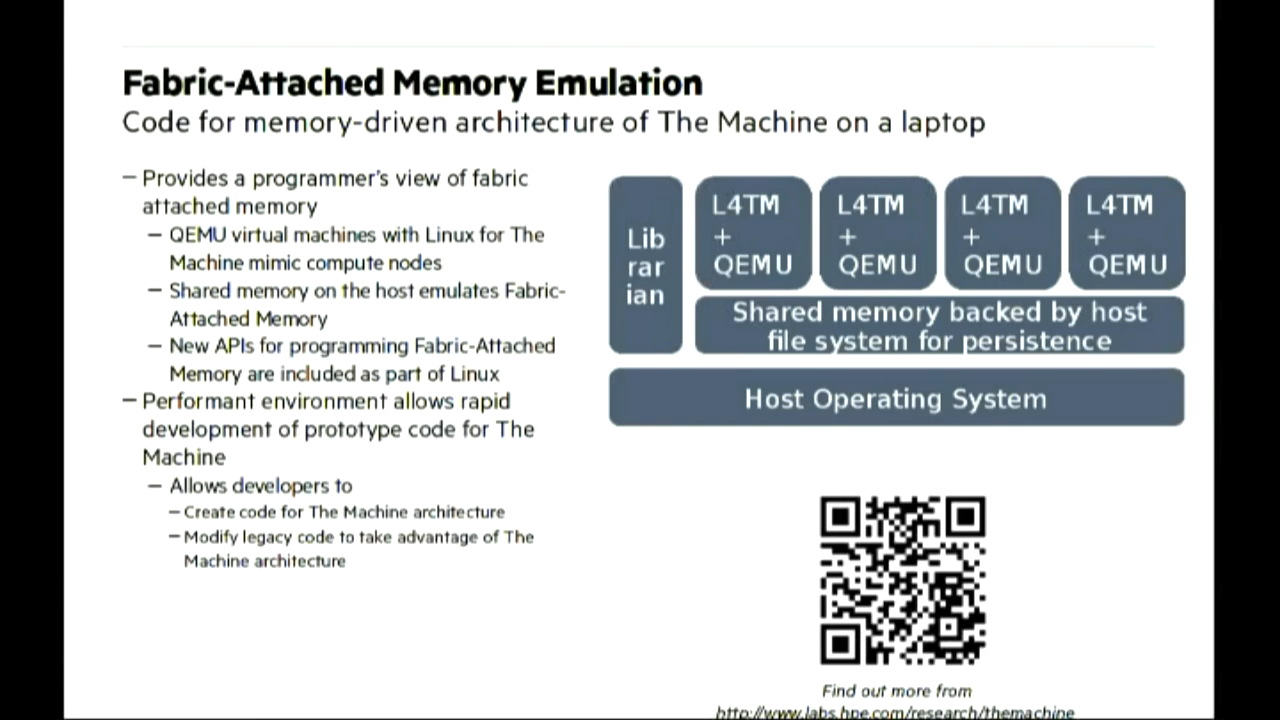 Fabric-Attached Memory Emulation
Code for memory-driven architecture of The Machine on a laptop
– Provides a programmer's view of fabric
attached memory
– QEMU virtual machines with Linux for The
Machine mimic compute nodes
– Shared memory on the host emulates Fabric-
Attached Memory
– New APIs for programming Fabric-Attached
Memory are included as part of Linux
– Performant environment allows rapid
development of prototype code for The
Machine
– Allows developers to
– Create code for The Machine architecture
– Modify legacy code to take advantage of The
Machine architecture
Lib
rar
ian
L4TM
+
QEMU
L4TM
+
QEMU
L4TM
+
QEMU
L4TM
+
QEMU
Shared memory backed by host
file system for persistence
Host Operating System
Find out more from
http://www.labs.hpe.com/research/themachine